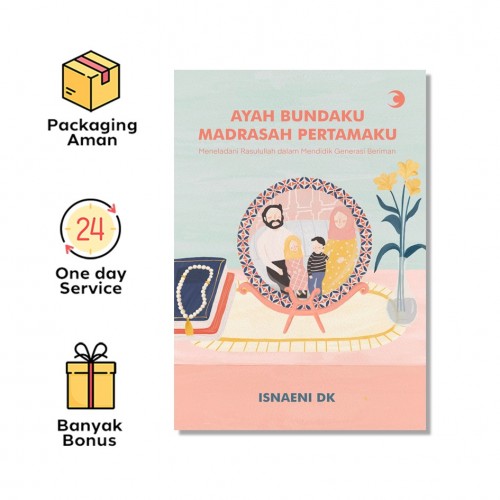 Packaging
Aman
24
One day
Service
Banyak
Bonus
AYAH BUNDAKU
MADRASAH PERTAMAKU
Meneladani Rasulullah dalam Mendidik Generasi Beriman
ISNAENI DK